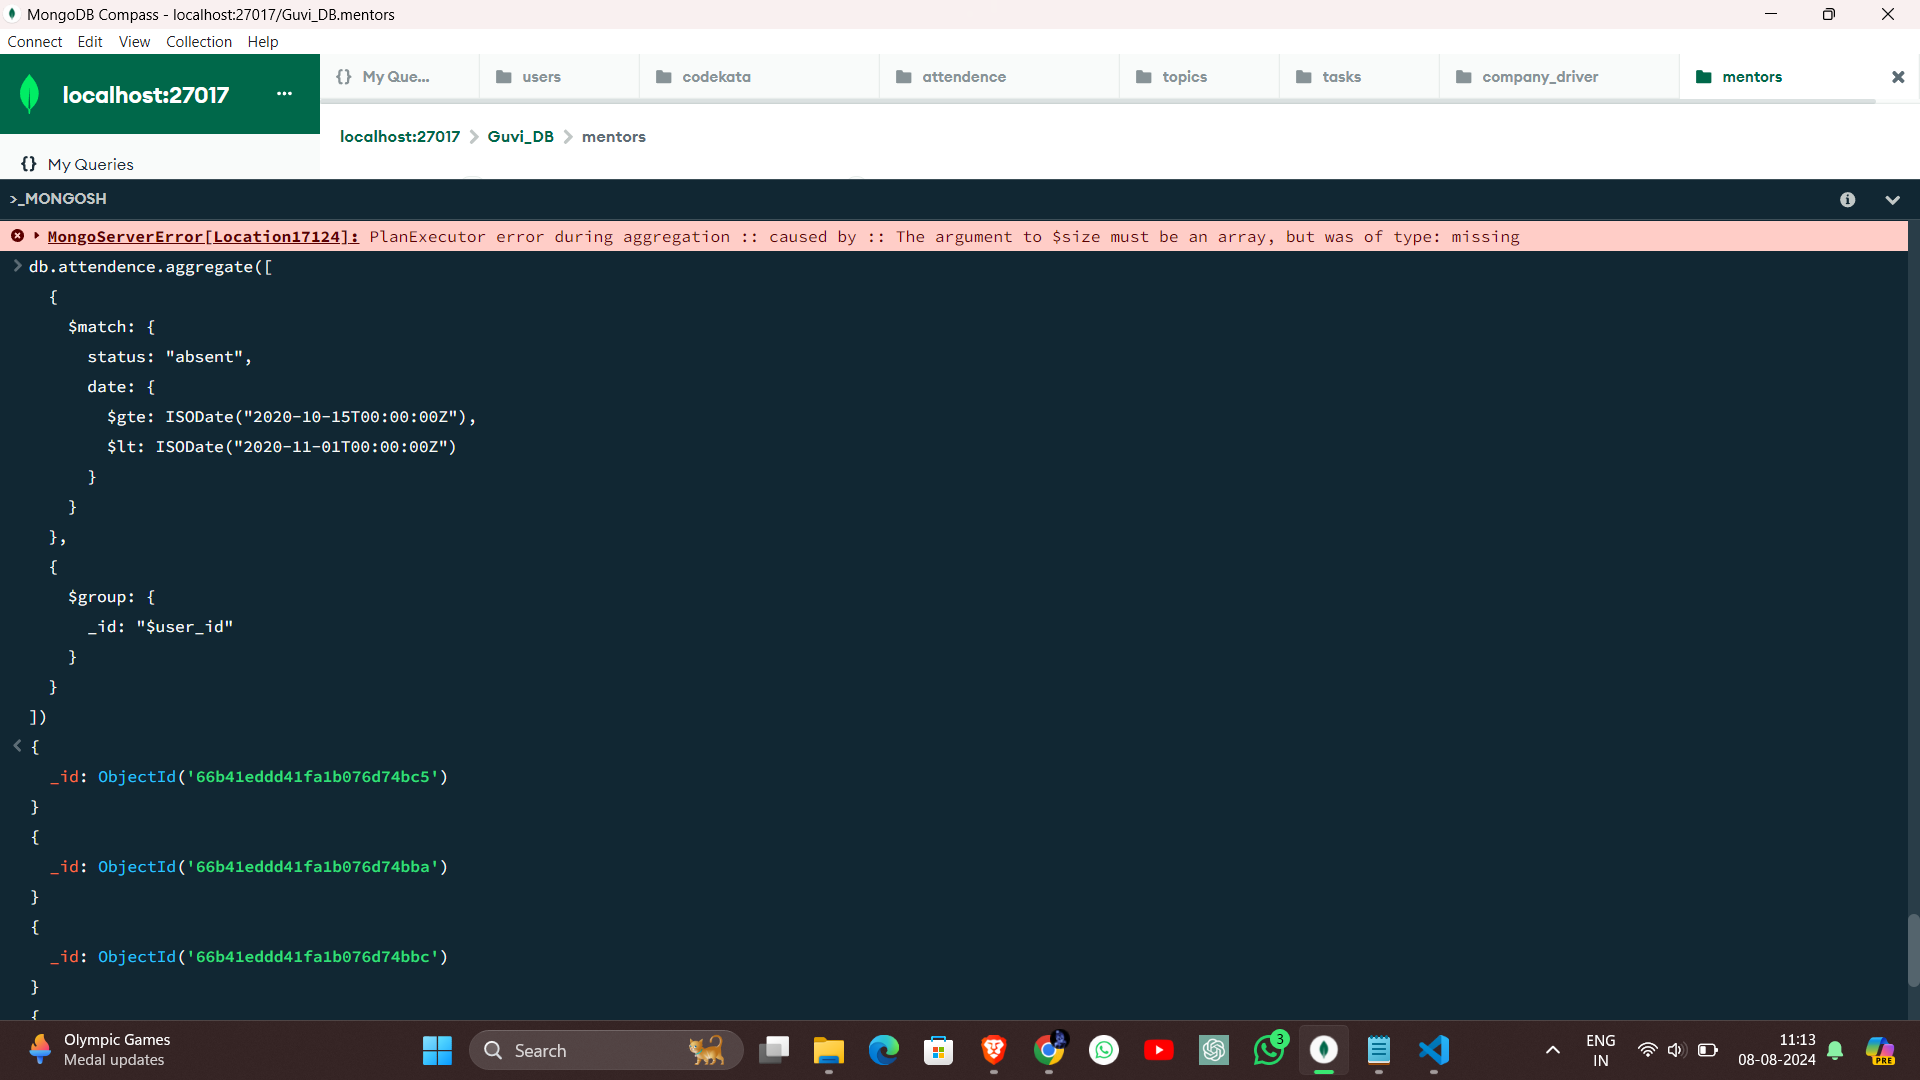 MongoDB Compass - localhost:27017/Guvi_DB.mentors
Connect Edit View Collection Help
localhost:27017 ...
{} My Que... users codekata attendence topics tasks company_driver mentors
localhost:27017 > Guvi_DB > mentors
{} My Queries
>_MONGOSH
MongoServerError[Location17124]: PlanExecutor error during aggregation :: caused by :: The argument to $size must be an array, but was of type: missing
> db.attendence.aggregate([
{
$match: {
status: "absent",
date: {
$gte: ISODate("2020-10-15T00:00:00Z"),
$lt: ISODate("2020-11-01T00:00:00Z")
}
}
},
{
$group: {
_id: "$user_id"
}
}
])
< {
_id: ObjectId('66b41eddd41fa1b076d74bc5')
}
{
_id: ObjectId('66b41eddd41fa1b076d74bba')
}
{
_id: ObjectId('66b41eddd41fa1b076d74bbc')
}
{
Olympic Games
Medal updates
Search
3
ENG
IN
11:13
08-08-2024
PRE